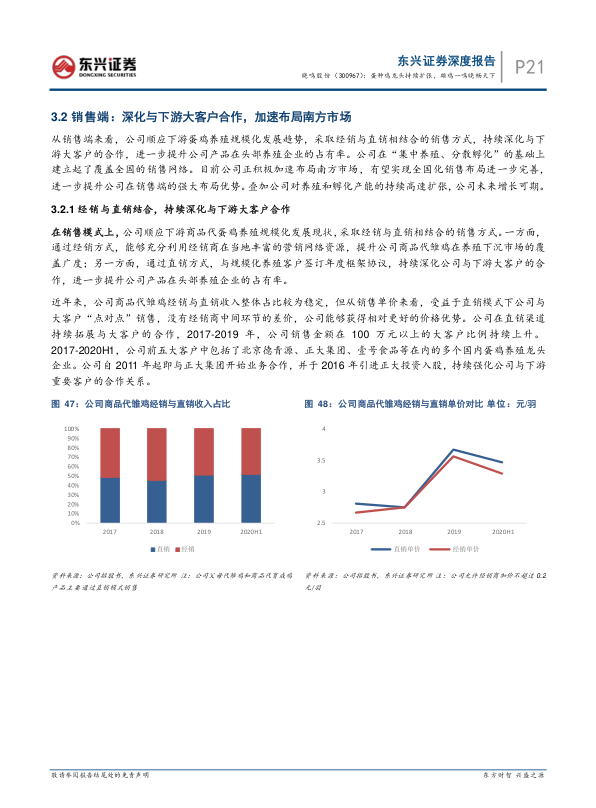 东兴证券
DONGXING SECURITIES
东兴证券深度报告
晓鸣股份（300967）：蛋种鸡龙头持续扩张，雄鸡一鸣晓畅天下
P21
3.2 销售端：深化与下游大客户合作，加速布局南方市场
从销售端来看，公司顺应下游蛋鸡养殖规模化发展趋势，采取经销与直销相结合的销售方式，持续深化与下
游大客户的合作，进一步提升公司产品在头部养殖企业的占有率。公司在“集中养殖、分散孵化”的基础上
建立起了覆盖全国的销售网络。目前公司正积极加速布局南方市场，有望实现全国化销售布局进一步完善，
进一步提升公司在销售端的强大布局优势。叠加公司对养殖和孵化产能的持续高速扩张，公司未来增长可期。
3.2.1 经销与直销结合，持续深化与下游大客户合作
在销售模式上，公司顺应下游商品代蛋鸡养殖规模化发展现状，采取经销与直销相结合的销售方式。一方面，
通过经销方式，能够充分利用经销商在当地丰富的营销网络资源，提升公司商品代雏鸡在养殖下沉市场的覆
盖广度；另一方面，通过直销方式，与规模化养殖客户签订年度框架协议，持续深化公司与下游大客户的合
作，进一步提升公司产品在头部养殖企业的占有率。
近年来，公司商品代雏鸡经销与直销收入整体占比较为稳定，但从销售单价来看，受益于直销模式下公司与
大客户“点对点”销售，没有经销商中间环节的差价，公司能够获得相对更好的价格优势。公司在直销渠道
持续拓展与大客户的合作，2017-2019 年，公司销售金额在 100 万元以上的大客户比例持续上升。
2017-2020H1，公司前五大客户中包括了北京德青源、正大集团、壹号食品等在内的多个国内蛋鸡养殖龙头
企业。公司自 2011 年起即与正大集团开始业务合作，并于 2016 年引进正大投资入股，持续强化公司与下游
重要客户的合作关系。
图 47：公司商品代雏鸡经销与直销收入占比
100%
90%
80%
70%
60%
50%
40%
30%
20%
10%
0%
2017 2018 2019 2020H1
直销 经销
资料来源：公司招股书，东兴证券研究所 注：公司父母代雏鸡和商品代育成鸡
产品主要通过直销模式销售
图 48：公司商品代雏鸡经销与直销单价对比 单位：元/羽
4
3.5
3
2.5
2017 2018 2019 2020H1
直销单价 经销单价
资料来源：公司招股书，东兴证券研究所 注：公司允许经销商加价不超过 0.2
元/羽
敬请参阅报告结尾处的免责声明
东方财智 兴盛之源